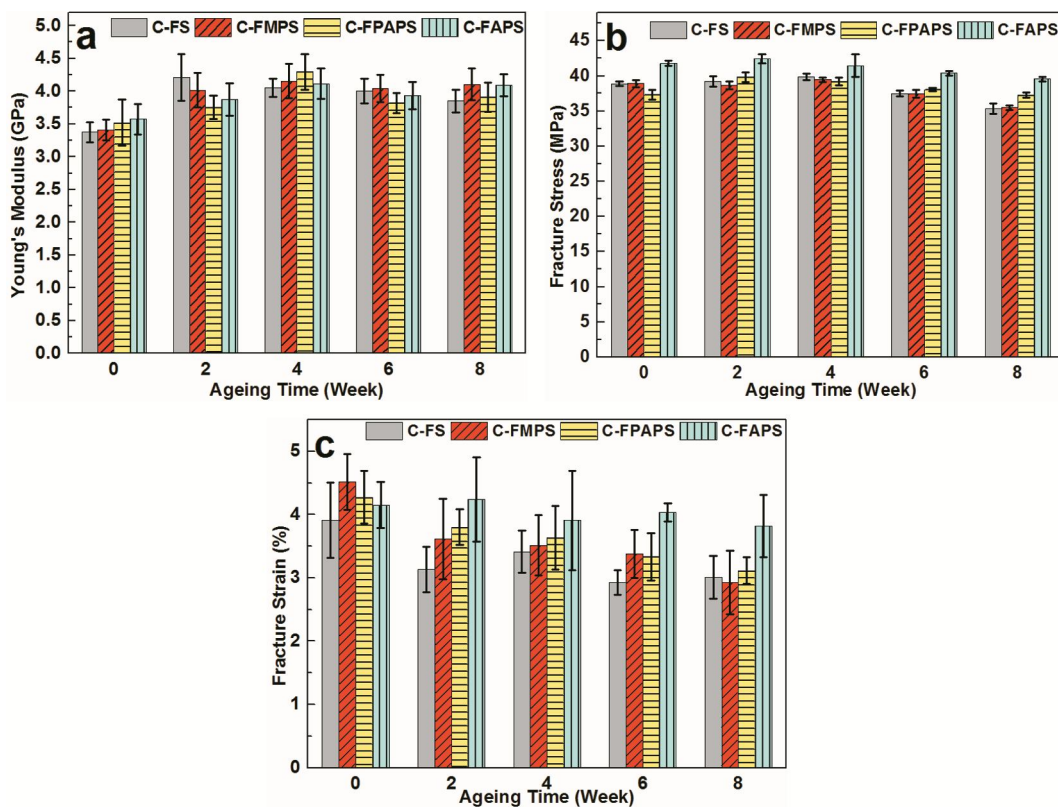 a
C-FS C-FMPS C-FPAPS C-FAPS
5.0
4.5
4.0
3.5
3.0
2.5
2.0
1.5
1.0
0.5
0.0
Young's Modulus (GPa)
0 2 4 6 8
Ageing Time (Week)
b
C-FS C-FMPS C-FPAPS C-FAPS
45
40
35
30
25
20
15
10
5
0
Fracture Stress (MPa)
0 2 4 6 8
Ageing Time (Week)
c
C-FS C-FMPS C-FPAPS C-FAPS
5
4
3
2
1
0
Fracture Strain (%)
0 2 4 6 8
Ageing Time (Week)